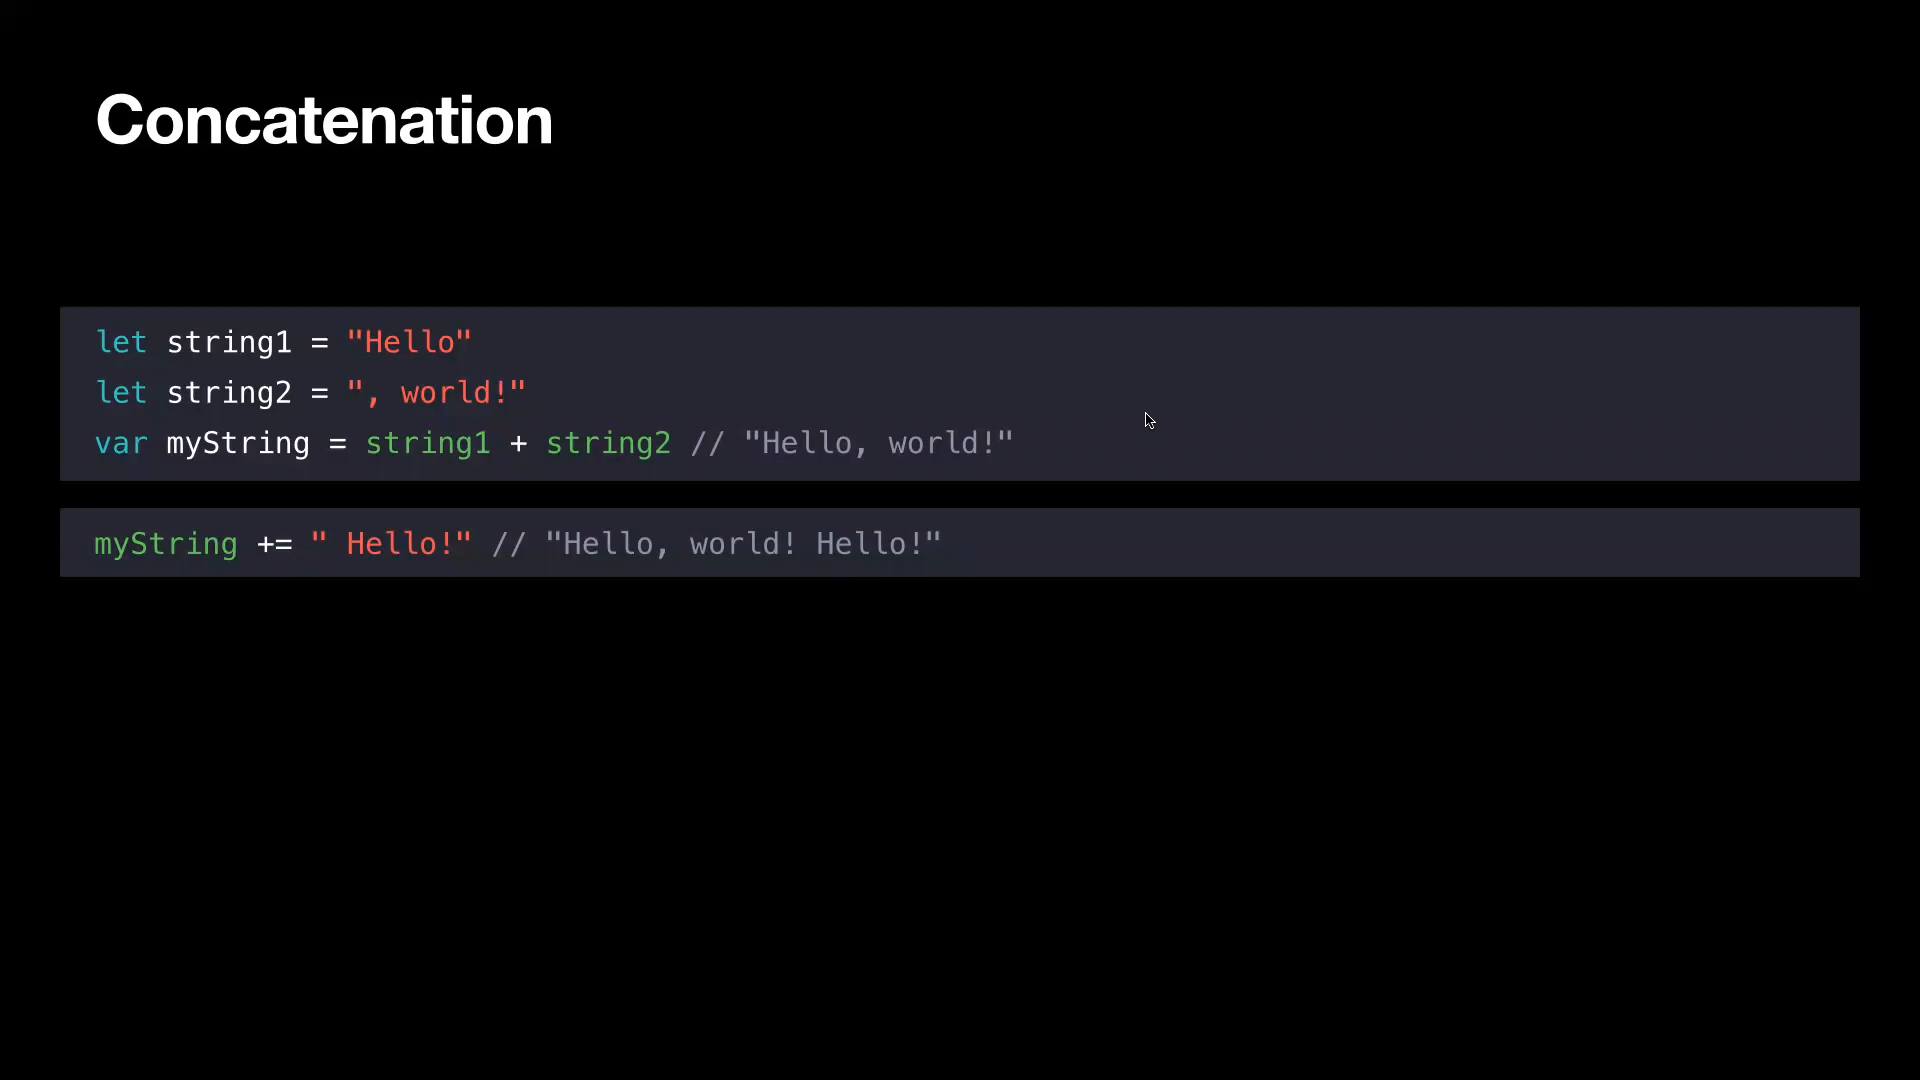 Concatenation
let string1 = "Hello"
let string2 = ", world!"
var myString = string1 + string2 // "Hello, world!"
myString += " Hello!" // "Hello, world! Hello!"